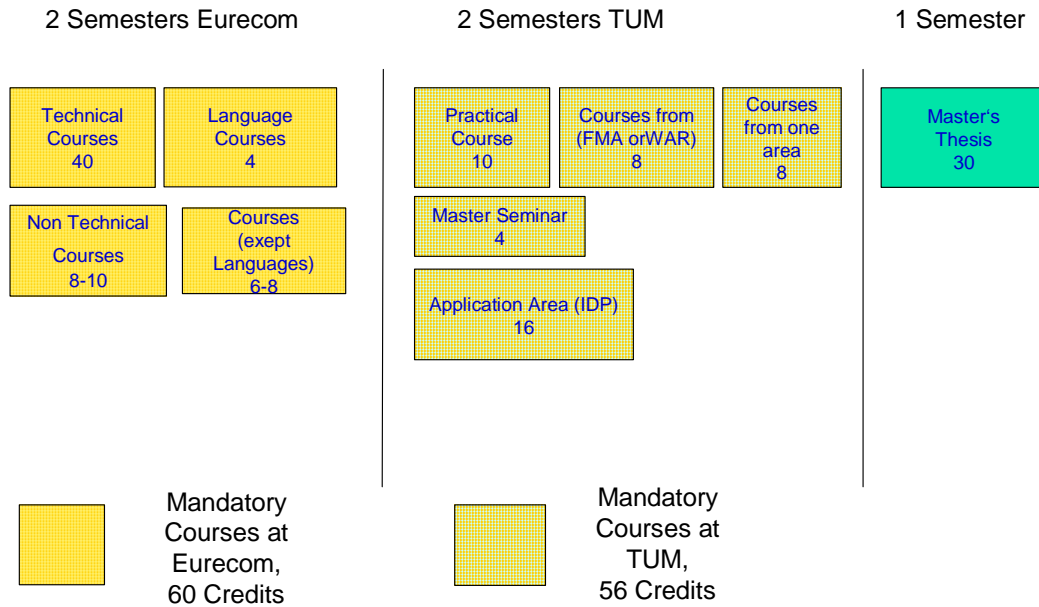 2 Semesters Eurecom
2 Semesters TUM
1 Semester
Technical
Courses
40
Language
Courses
4
Practical
Course
10
Courses from
(FMA orWAR)
8
Courses
from one
area
8
Master‘s
Thesis
30
Non Technical
Courses
8-10
Courses
(exept
Languages)
6-8
Master Seminar
4
Application Area (IDP)
16
Mandatory
Courses at
Eurecom,
60 Credits
Mandatory
Courses at
TUM,
56 Credits